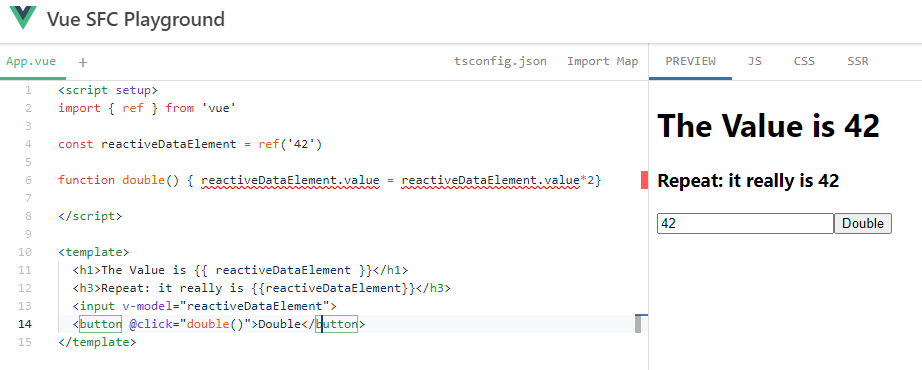 Vue SFC Playground
App.vue + tsconfig.json Import Map
PREVIEW JS CSS SSR
1 <script setup>
2 import { ref } from 'vue'
3
4 const reactiveDataElement = ref('42')
5
6 function double() { reactiveDataElement.value = reactiveDataElement.value*2}
7
8 </script>
9
10 <template>
11 <h1>The Value is {{ reactiveDataElement }}</h1>
12 <h3>Repeat: it really is {{reactiveDataElement}}</h3>
13 <input v-model="reactiveDataElement">
14 <button @click="double()">Double</button>
15 </template>
The Value is 42
Repeat: it really is 42
42 Double